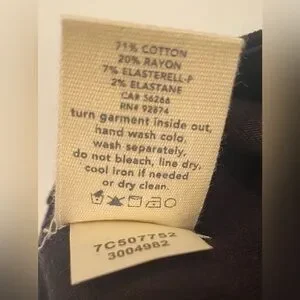 71% COTTON
20% RAYON
7% ELASTERELL-P
2% ELASTANE
CA# 56266
RN# 92874
turn garment inside out,
hand wash cold,
wash separately,
do not bleach, line dry,
cool iron if needed
or dry clean.
7C507752
3004982